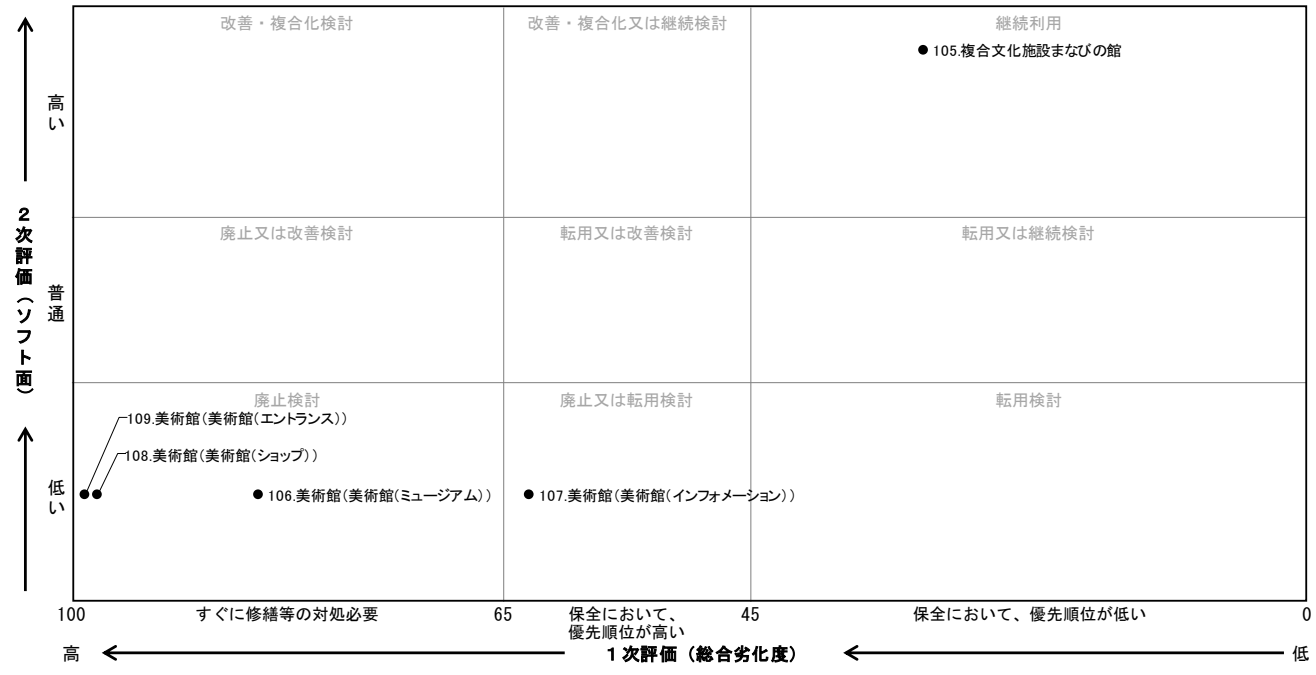 改善・複合化検討
改善・複合化又は継続検討
継続利用
105.複合文化施設まなびの館
高い
2次評価(ソフト面)
廃止又は改善検討
転用又は改善検討
転用又は継続検討
普通
廃止検討
廃止又は転用検討
転用検討
109.美術館(美術館(エントランス))
108.美術館(美術館(ショップ))
低い
106.美術館(美術館(ミュージアム))
107.美術館(美術館(インフォメーション))
100
すぐに修繕等の対処必要
65
保全において、
優先順位が高い
45
保全において、優先順位が低い
0
高
1次評価(総合劣化度)
低